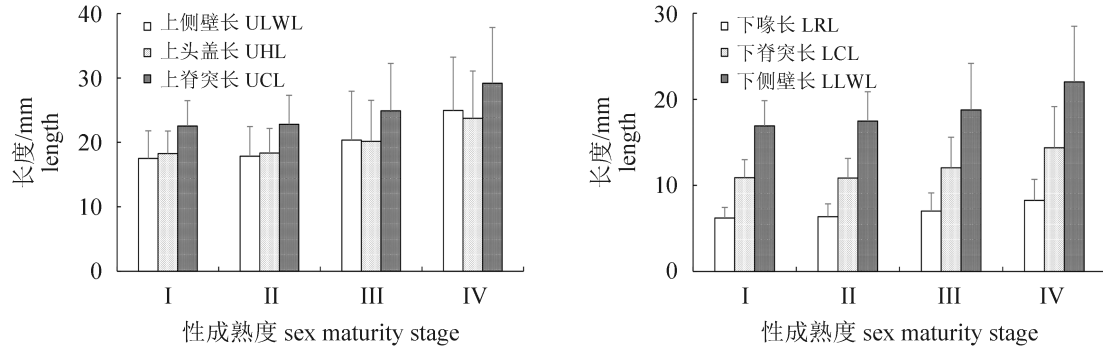 40
30
20
10
0
长度/mm
length
上侧壁长 ULWL
上头盖长 UHL
上脊突长 UCL
I II III IV
性成熟度 sex maturity stage
30
20
10
0
长度/mm
length
下喙长 LRL
下脊突长 LCL
下侧壁长 LLWL
I II III IV
性成熟度 sex maturity stage